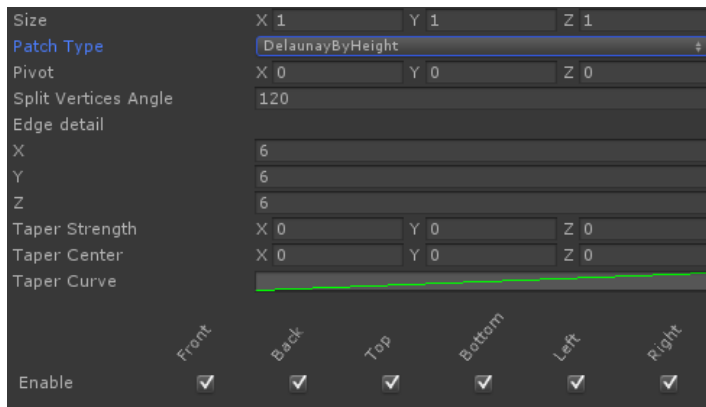 Size X 1 Y 1 Z 1
Patch Type DelaunayByHeight
Pivot X 0 Y 0 Z 0
Split Vertices Angle 120
Edge detail
X 6
Y 6
Z 6
Taper Strength X 0 Y 0 Z 0
Taper Center X 0 Y 0 Z 0
Taper Curve
Front Back Top Bottom Left Right
Enable